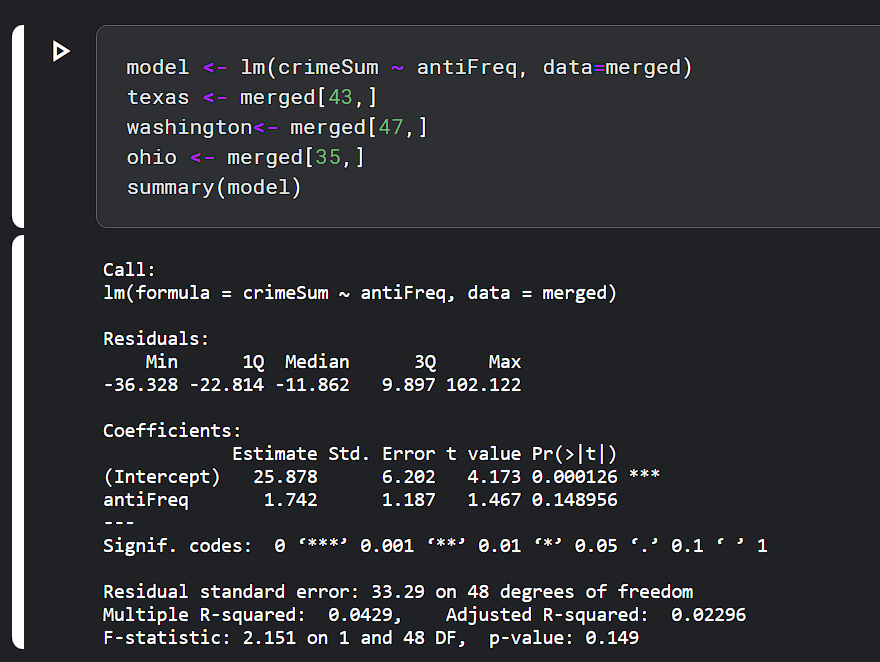 model <- lm(crimeSum ~ antiFreq, data=merged)
texas <- merged[43,]
washington<- merged[47,]
ohio <- merged[35,]
summary(model)
Call:
lm(formula = crimeSum ~ antiFreq, data = merged)
Residuals:
    Min      1Q  Median      3Q     Max
-36.328 -22.814 -11.862   9.897 102.122
Coefficients:
            Estimate Std. Error t value Pr(>|t|)
(Intercept)   25.878      6.202   4.173 0.000126 ***
antiFreq       1.742      1.187   1.467 0.148956
---
Signif. codes:  0 ‘***’ 0.001 ‘**’ 0.01 ‘*’ 0.05 ‘.’ 0.1 ‘ ’ 1
Residual standard error: 33.29 on 48 degrees of freedom
Multiple R-squared:  0.0429,	Adjusted R-squared:  0.02296
F-statistic: 2.151 on 1 and 48 DF,  p-value: 0.149